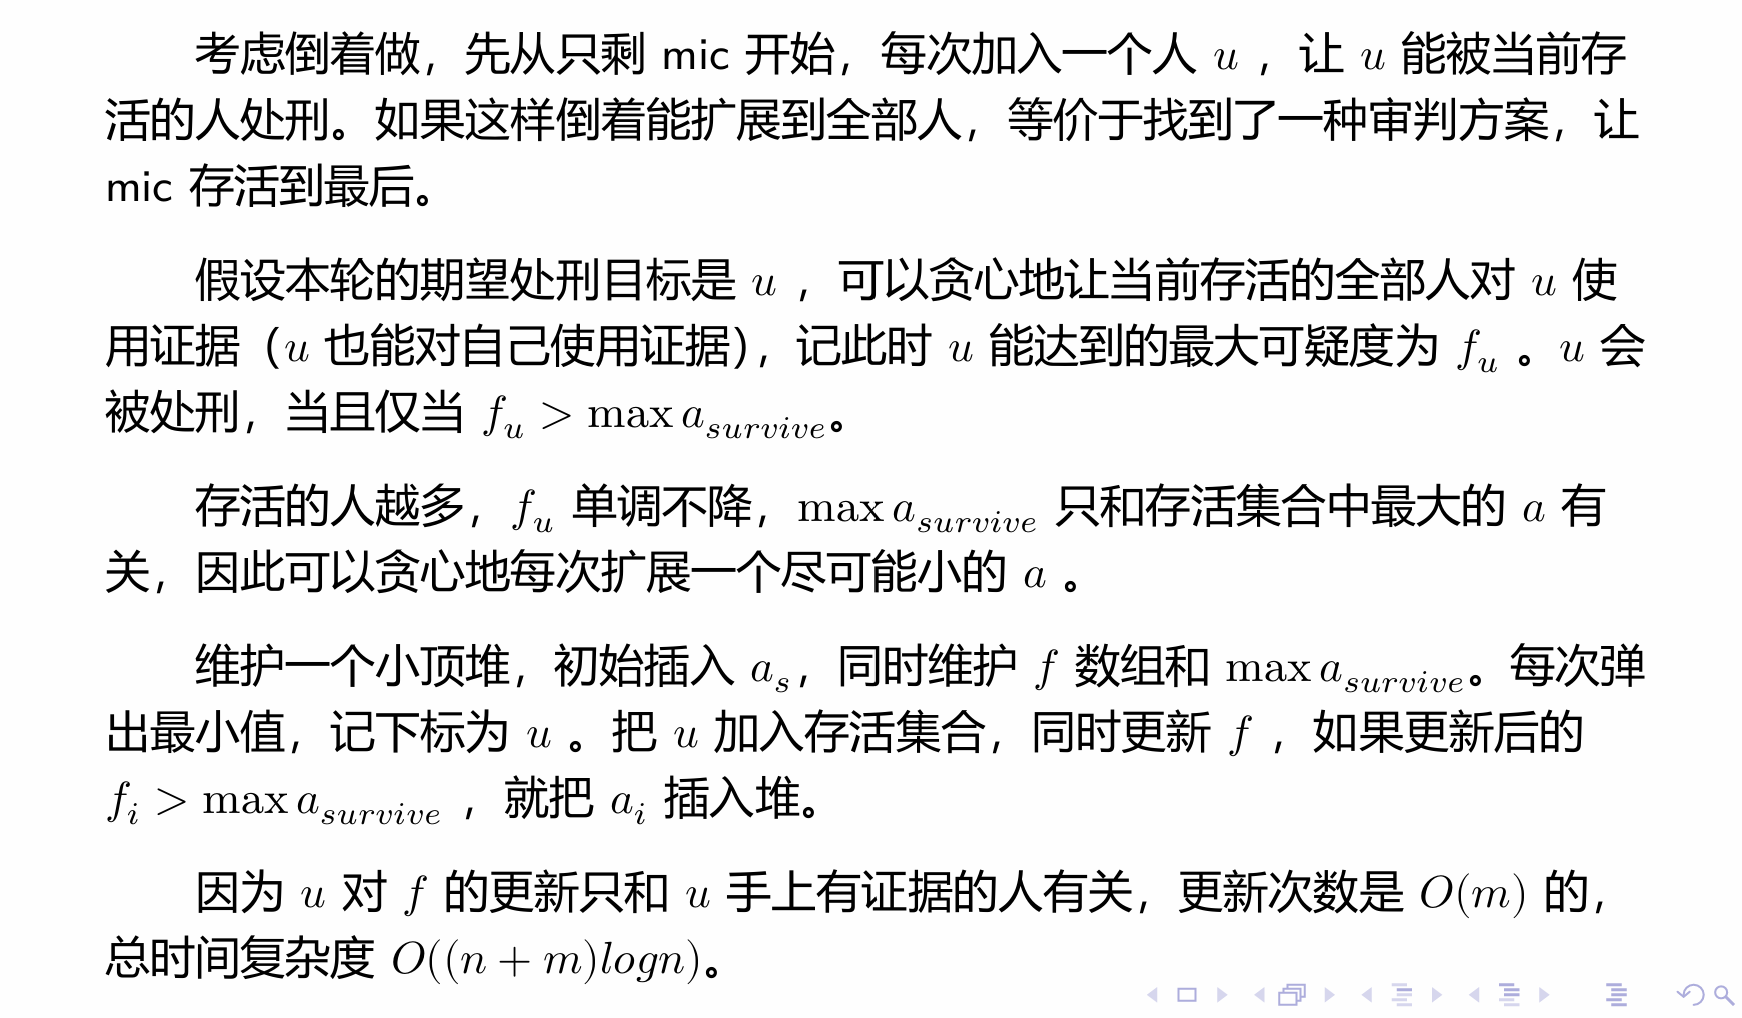 考虑倒着做，先从只剩 mic 开始，每次加入一个人 u ，让 u 能被当前存
活的人处刑。如果这样倒着能扩展到全部人，等价于找到了一种审判方案，让
mic 存活到最后。
假设本轮的期望处刑目标是 u ，可以贪心地让当前存活的全部人对 u 使
用证据（u 也能对自己使用证据），记此时 u 能达到的最大可疑度为 f_u 。u 会
被处刑，当且仅当 f_u > max a_{survive}。
存活的人越多，f_u 单调不降，max a_{survive} 只和存活集合中最大的 a 有
关，因此可以贪心地每次扩展一个尽可能小的 a 。
维护一个小顶堆，初始插入 a_s，同时维护 f 数组和 max a_{survive}。每次弹
出最小值，记下标为 u 。把 u 加入存活集合，同时更新 f ，如果更新后的
f_i > max a_{survive} ，就把 a_i 插入堆。
因为 u 对 f 的更新只和 u 手上有证据的人有关，更新次数是 O(m) 的，
总时间复杂度 O((n + m)logn)。